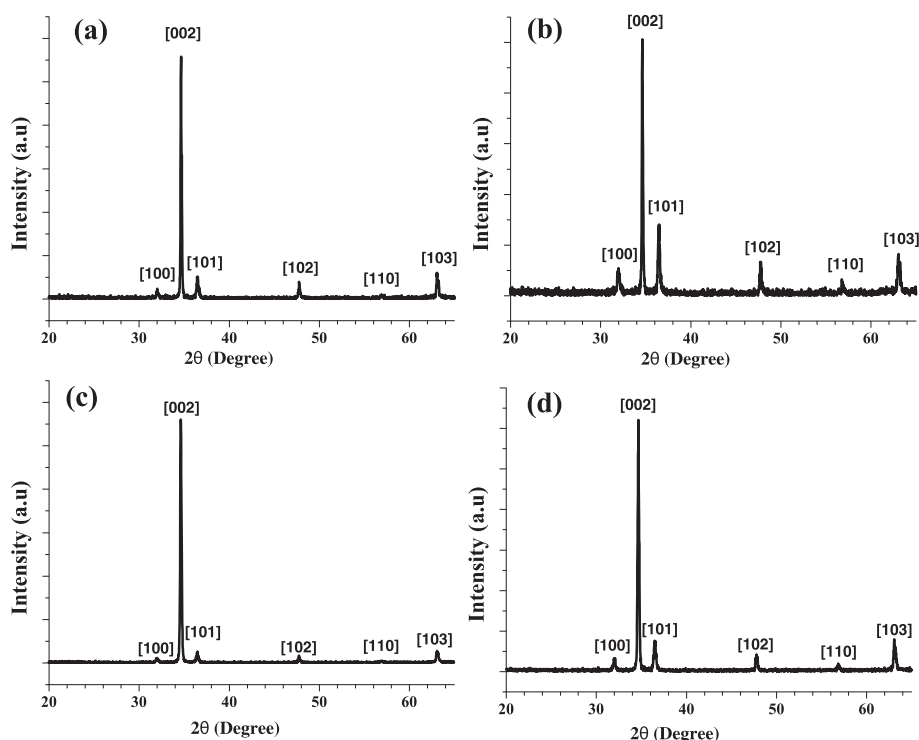 (a)
[002]
[100]
[101]
[102]
[110]
[103]
Intensity (a.u)
20 30 40 50 60
2θ (Degree)
(b)
[002]
[100]
[101]
[102]
[110]
[103]
Intensity (a.u)
20 30 40 50 60
2θ (Degree)
(c)
[002]
[100]
[101]
[102]
[110]
[103]
Intensity (a.u)
20 30 40 50 60
2θ (Degree)
(d)
[002]
[100]
[101]
[102]
[110]
[103]
Intensity (a.u)
20 30 40 50 60
2θ (Degree)